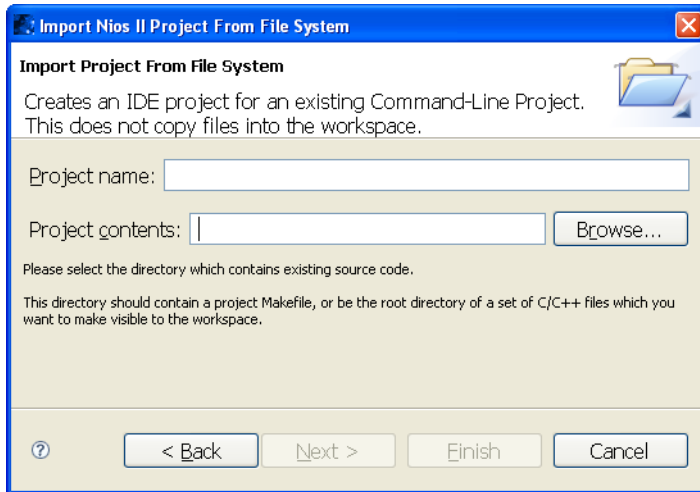 Import Nios II Project From File System
Import Project From File System
Creates an IDE project for an existing Command-Line Project.
This does not copy files into the workspace.
Project name:
Project contents:
Browse...
Please select the directory which contains existing source code.
This directory should contain a project Makefile, or be the root directory of a set of C/C++ files which you
want to make visible to the workspace.
?
< Back
Next >
Finish
Cancel